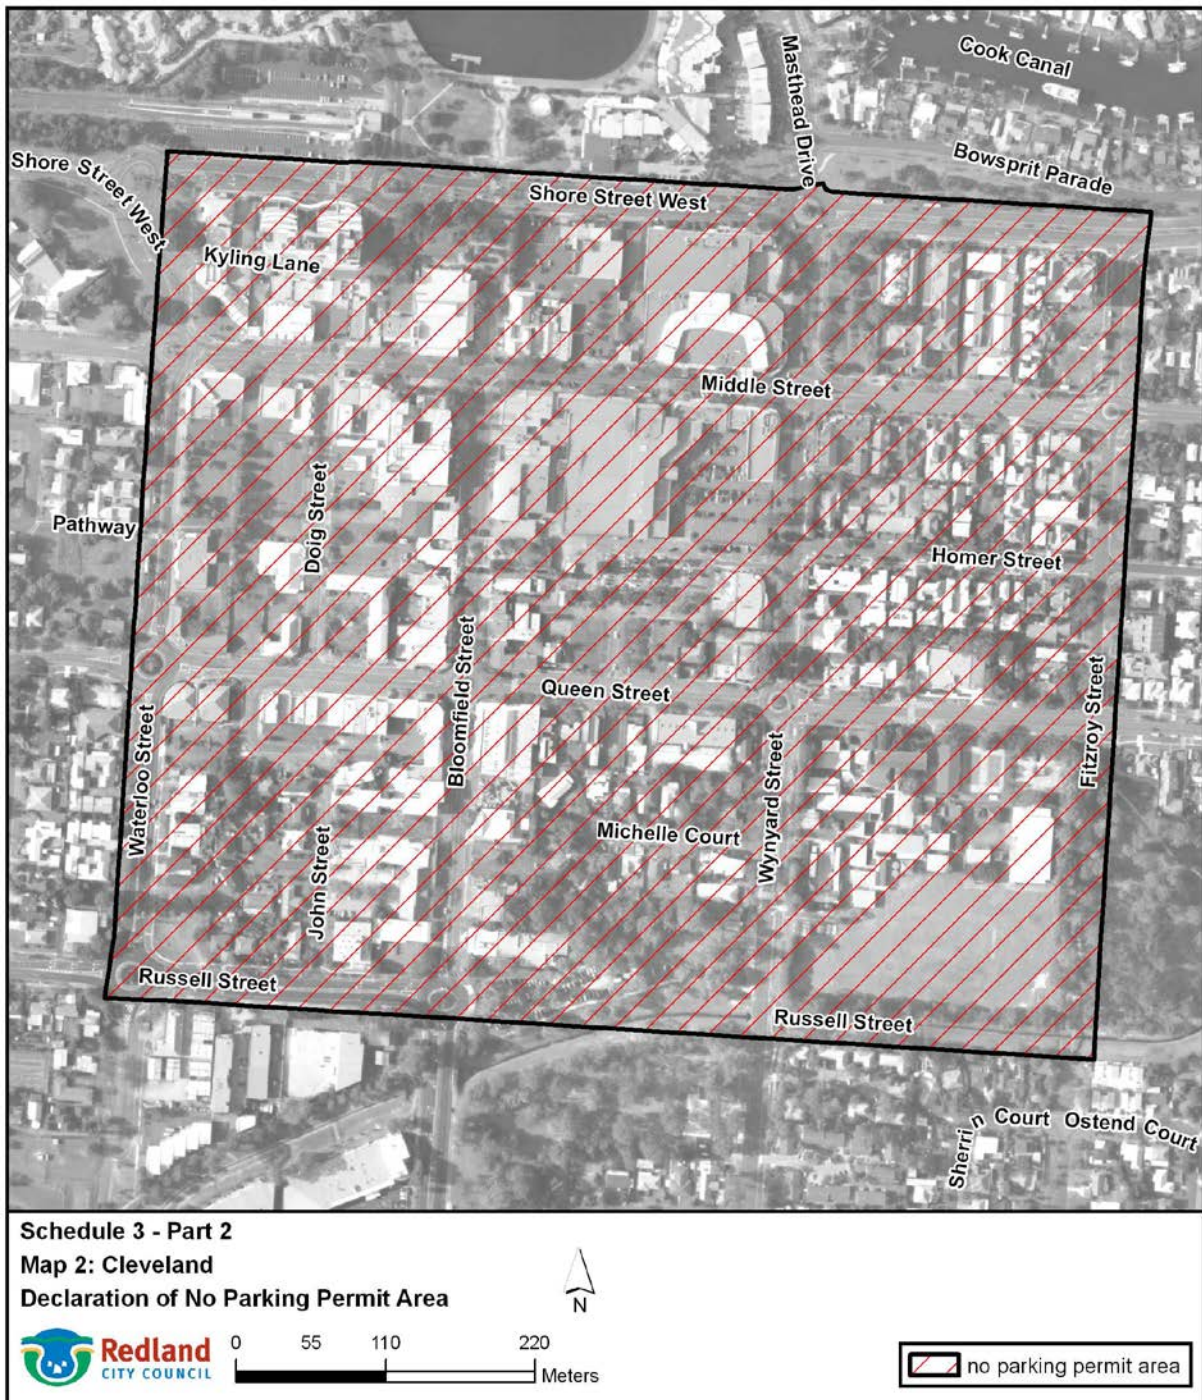 Cook Canal
Masthead Drive
Bowsprit Parade
Shore Street West
Shore Street West
Kyling Lane
Middle Street
Doig Street
Pathway
Homer Street
Bloomfield Street
Queen Street
Fitzroy Street
Waterloo Street
Wynyard Street
Michelle Court
John Street
Russell Street
Russell Street
Sherrin Court
Ostend Court
Schedule 3 - Part 2
Map 2: Cleveland
Declaration of No Parking Permit Area
N
Redland
CITY COUNCIL
0 55 110 220
Meters
no parking permit area